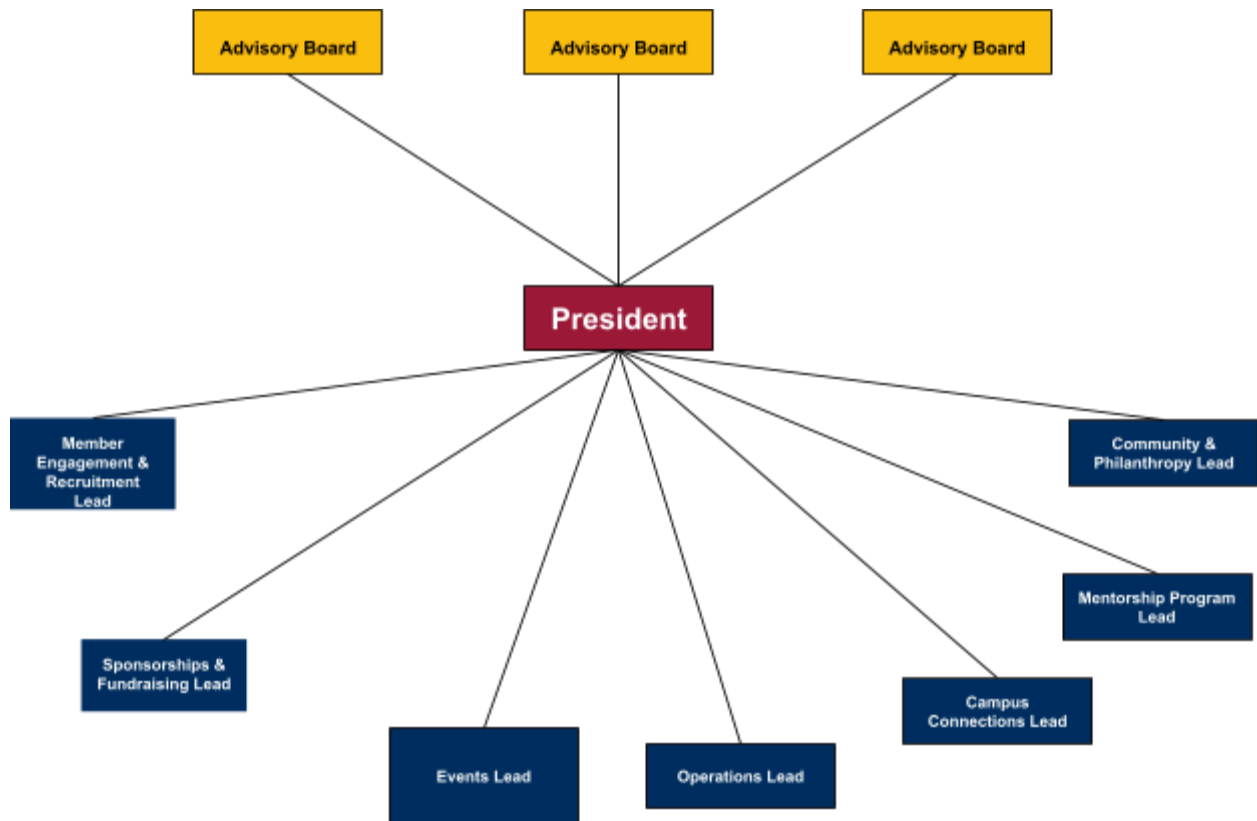 Advisory Board
Advisory Board
Advisory Board
President
Member
Engagement &
Recruitment
Lead
Community &
Philanthropy Lead
Mentorship Program
Lead
Sponsorships &
Fundraising Lead
Campus
Connections Lead
Events Lead
Operations Lead